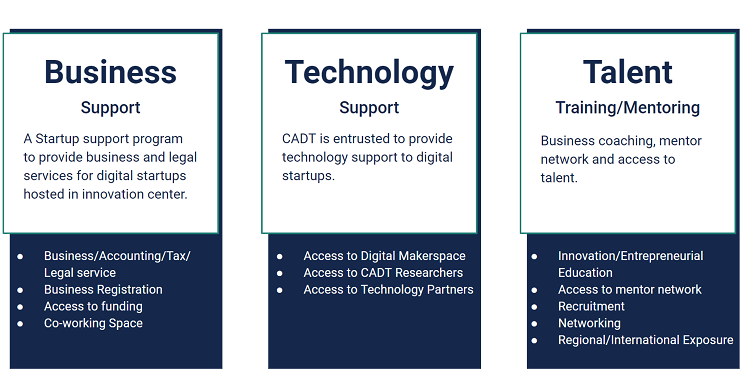 Business
Support
A Startup support program
to provide business and legal
services for digital startups
hosted in innovation center.
● Business/Accounting/Tax/
Legal service
● Business Registration
● Access to funding
● Co-working Space
Technology
Support
CADT is entrusted to provide
technology support to digital
startups.
● Access to Digital Makerspace
● Access to CADT Researchers
● Access to Technology Partners
Talent
Training/Mentoring
Business coaching, mentor
network and access to
talent.
● Innovation/Entrepreneurial
Education
● Access to mentor network
● Recruitment
● Networking
● Regional/International Exposure